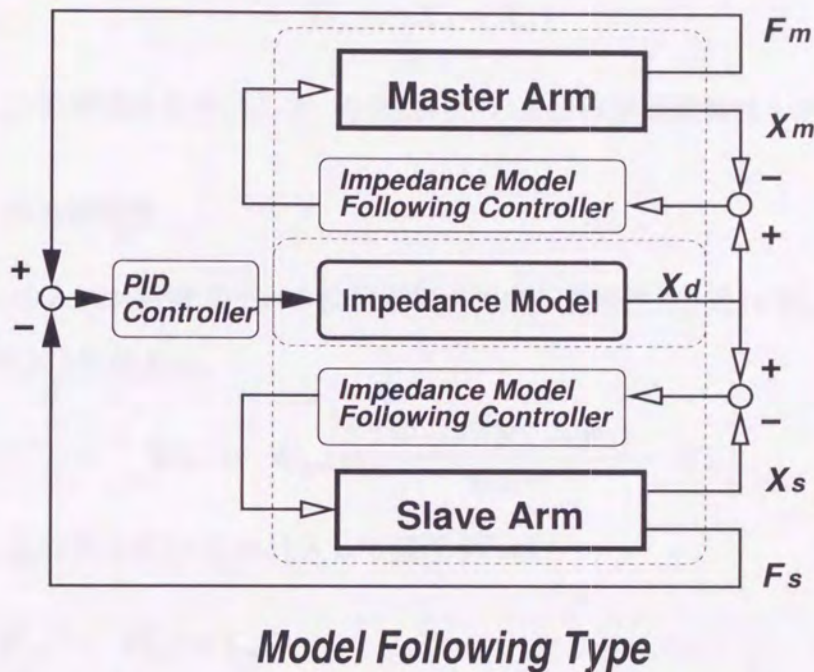 Fm
Master Arm
Xm
Impedance Model
Following Controller
−
+
+
PID
Controller
Impedance Model
Xd
−
Impedance Model
Following Controller
+
−
Xs
Slave Arm
Fs
Model Following Type